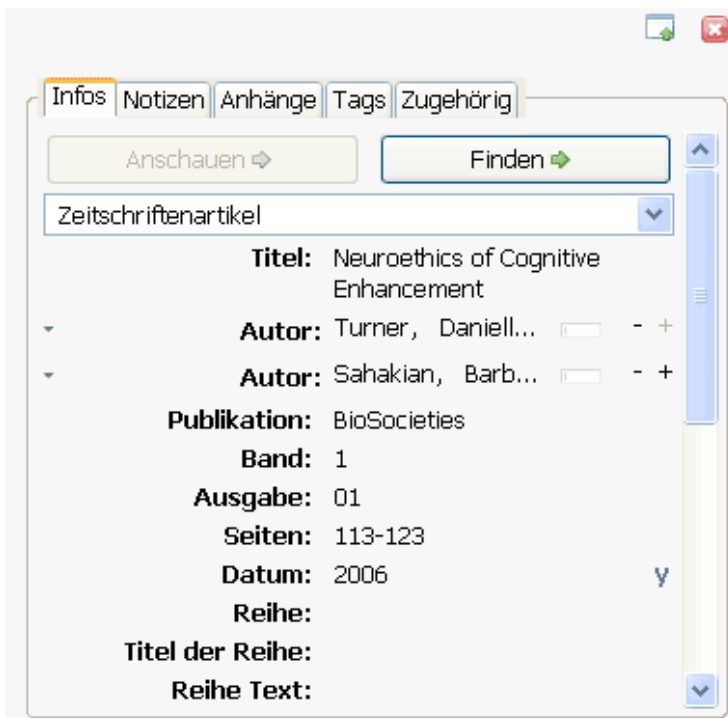 Infos Notizen Anhänge Tags Zugehörig
Anschauen Finden
Zeitschriftenartikel
Titel: Neuroethics of Cognitive
Enhancement
Autor: Turner, Daniell... - +
Autor: Sahakian, Barb... - +
Publikation: BioSocieties
Band: 1
Ausgabe: 01
Seiten: 113-123
Datum: 2006 y
Reihe:
Titel der Reihe:
Reihe Text: